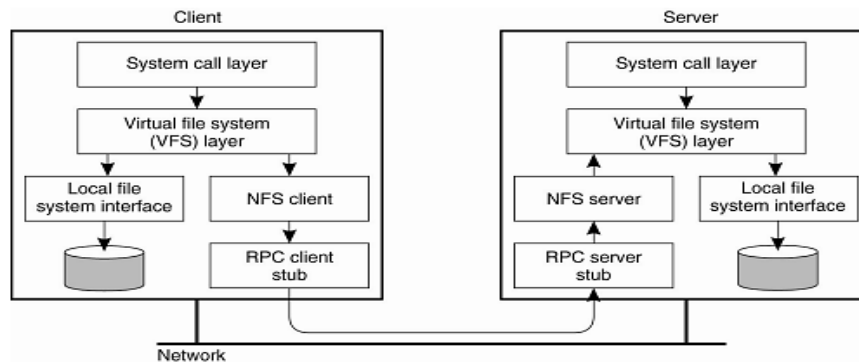 Client
Server
System call layer
System call layer
Virtual file system
(VFS) layer
Virtual file system
(VFS) layer
Local file
system interface
NFS client
NFS server
Local file
system interface
RPC client
stub
RPC server
stub
Network